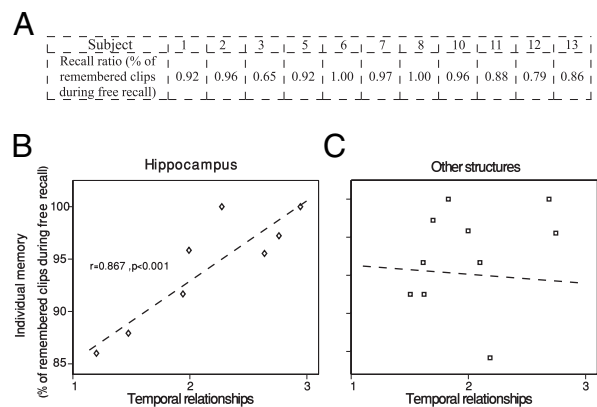 A
Subject 1 2 3 5 6 7 8 10 11 12 13
Recall ratio (% of remembered clips during free recall) 0.92 0.96 0.65 0.92 1.00 0.97 1.00 0.96 0.88 0.79 0.86
B
Hippocampus
Individual memory
(% of remembered clips during free recall)
100
95
90
85
r=0.867 ,p<0.001
1 2 3
Temporal relationships
C
Other structures
1 2 3
Temporal relationships